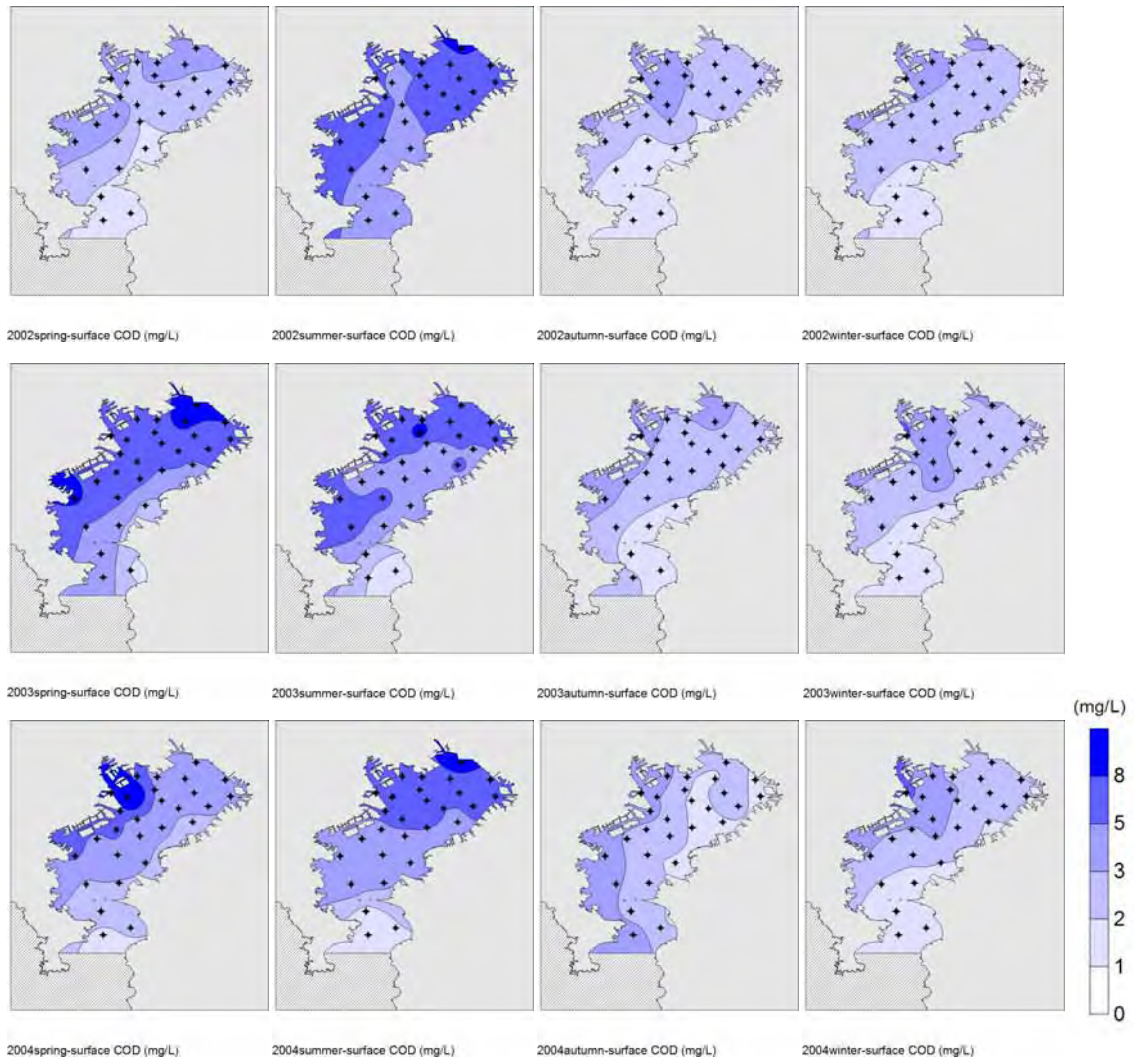 2002spring-surface COD (mg/L)
2002summer-surface COD (mg/L)
2002autumn-surface COD (mg/L)
2002winter-surface COD (mg/L)
2003spring-surface COD (mg/L)
2003summer-surface COD (mg/L)
2003autumn-surface COD (mg/L)
2003winter-surface COD (mg/L)
(mg/L)
8
5
3
2
1
0
2004spring-surface COD (mg/L)
2004summer-surface COD (mg/L)
2004autumn-surface COD (mg/L)
2004winter-surface COD (mg/L)